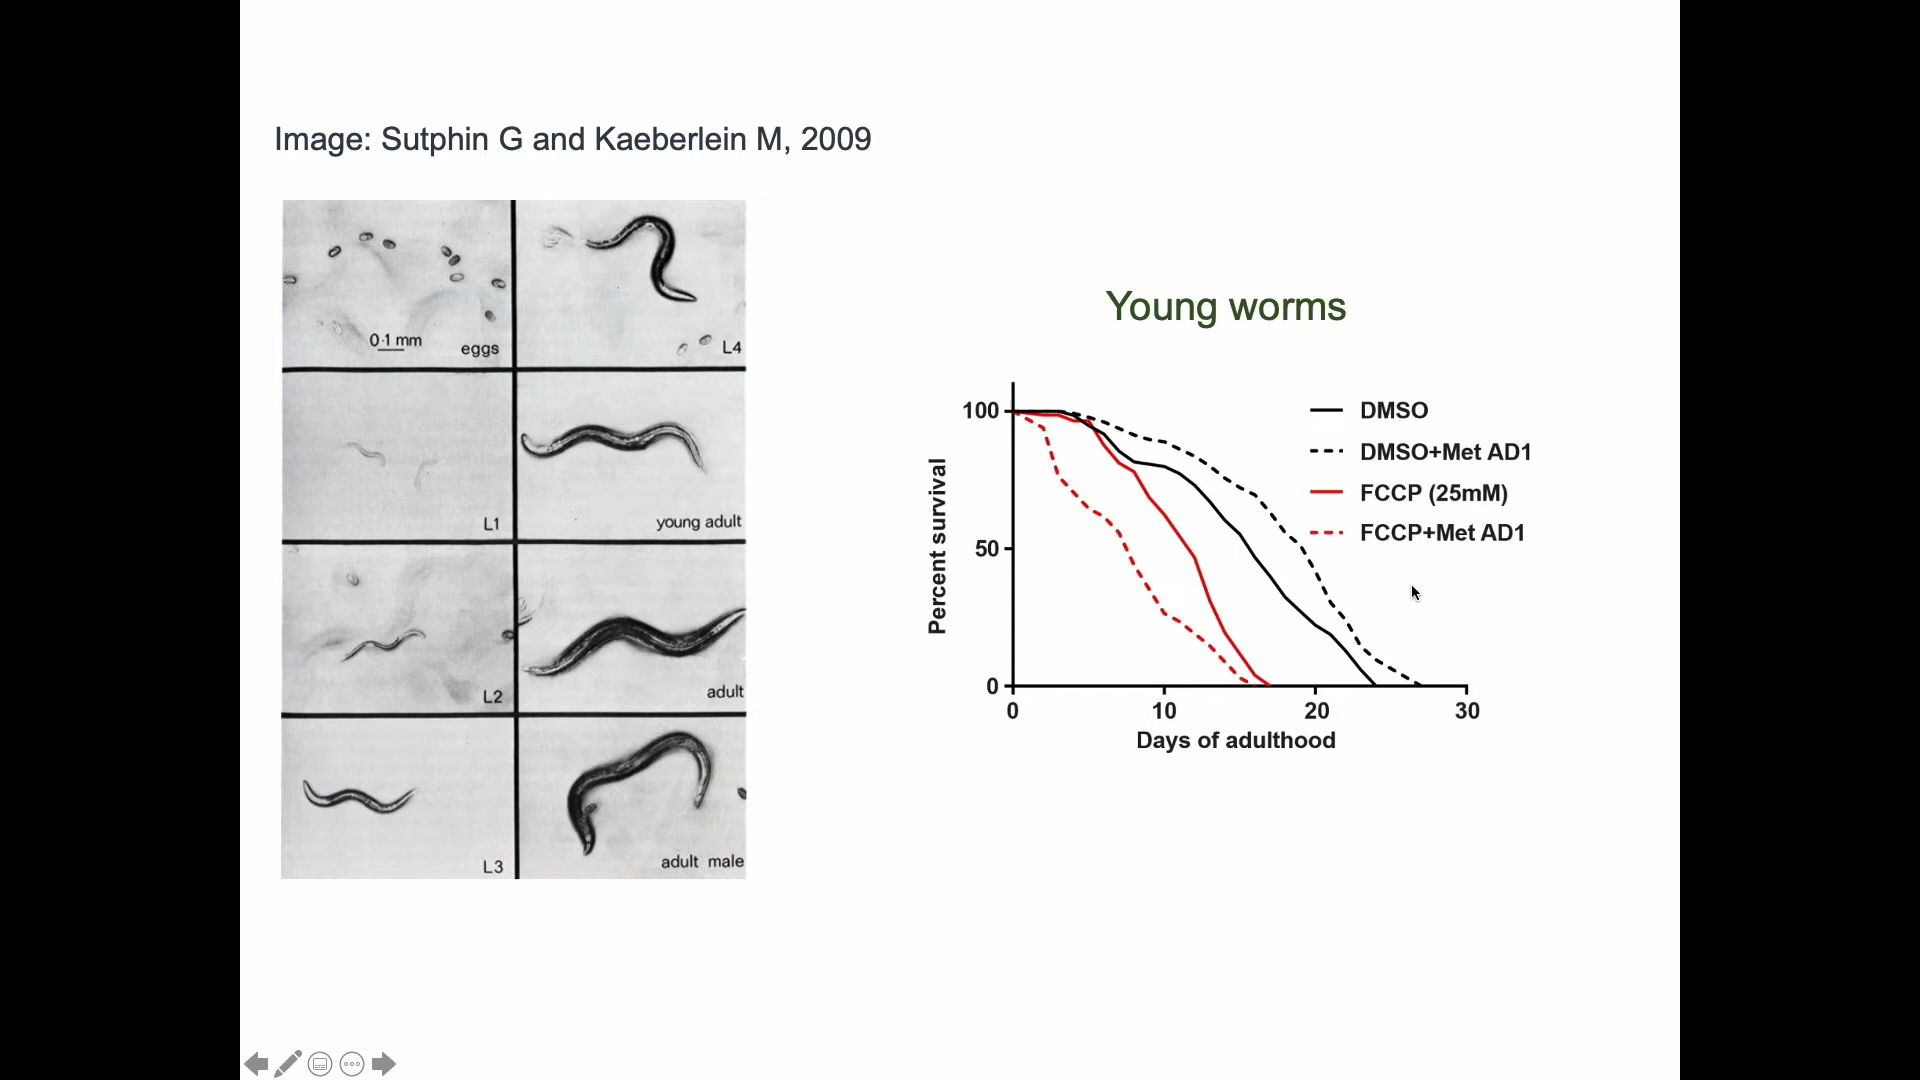 Image: Sutphin G and Kaeberlein M, 2009
0·1 mm
eggs
L4
L1
young adult
L2
adult
L3
adult male
Young worms
Percent survival
100
50
0
0 10 20 30
Days of adulthood
DMSO
DMSO+Met AD1
FCCP (25mM)
FCCP+Met AD1